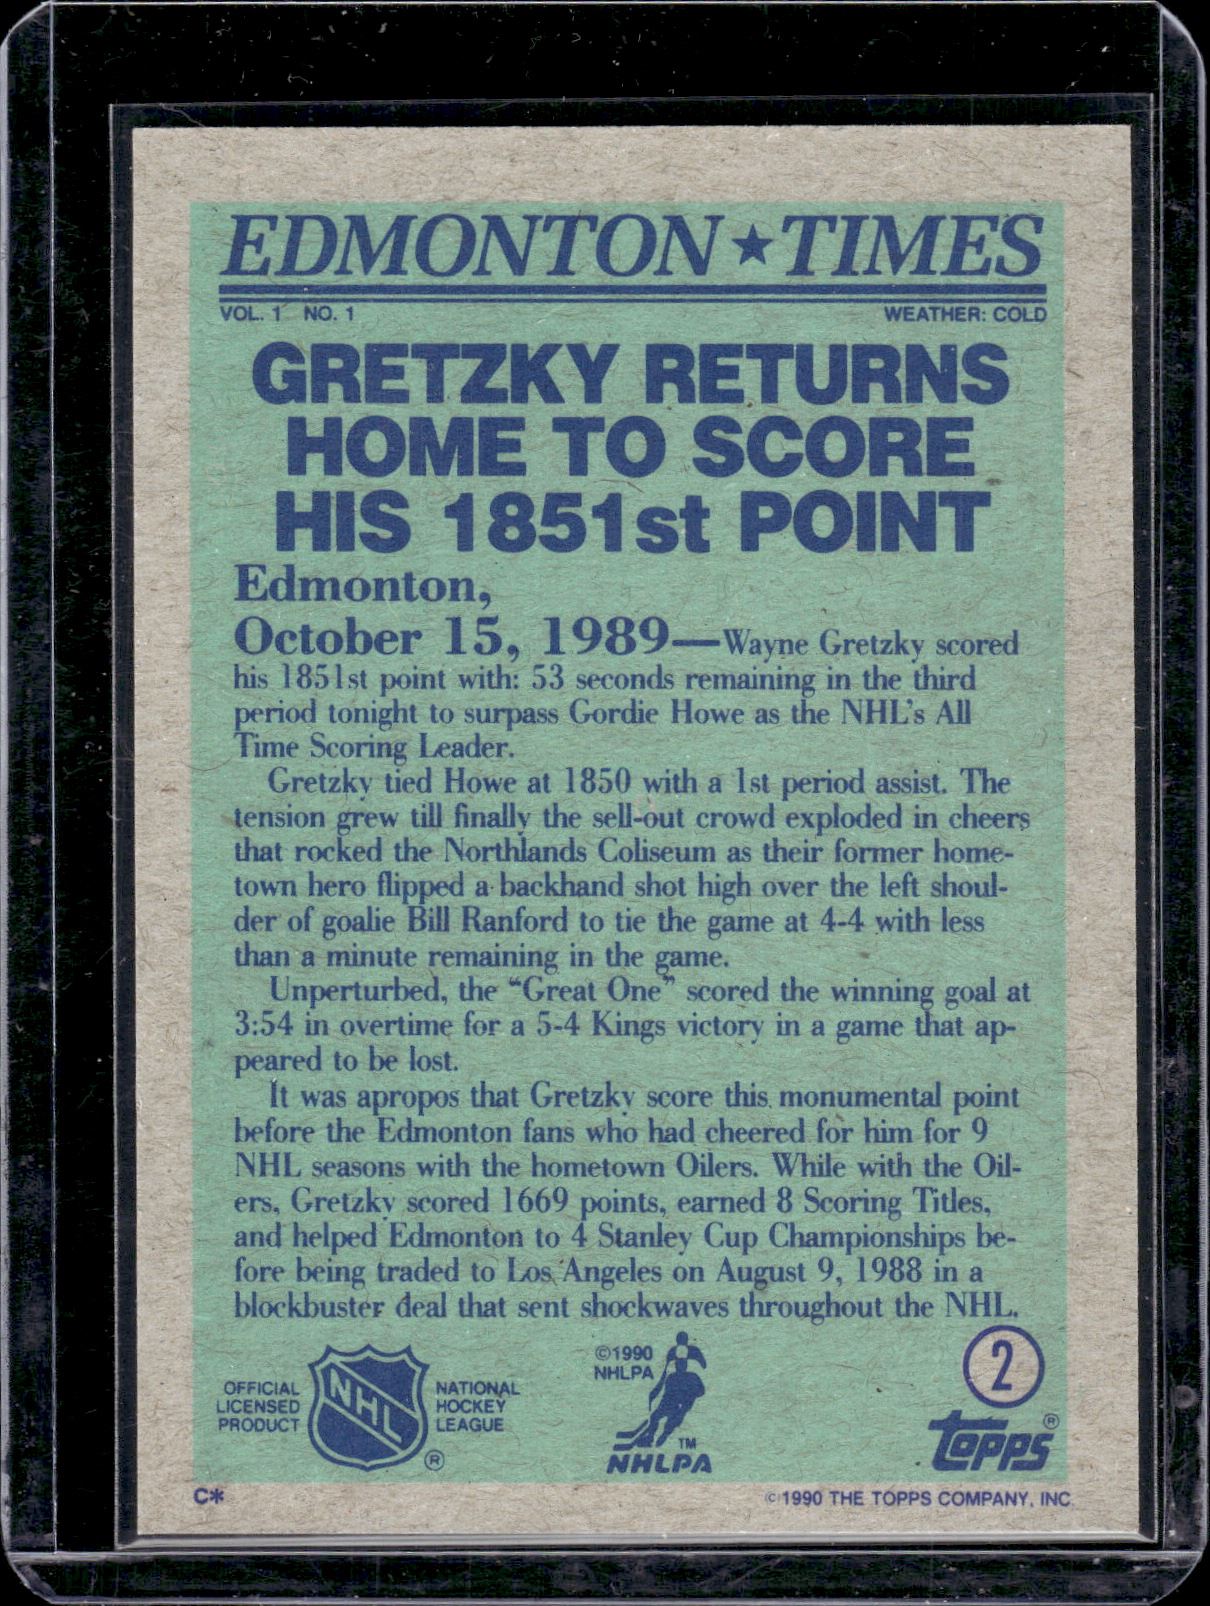 EDMONTON ★ TIMES
VOL. 1 NO. 1 WEATHER: COLD
GRETZKY RETURNS
HOME TO SCORE
HIS 1851st POINT
Edmonton,
October 15, 1989—Wayne Gretzky scored
his 1851st point with: 53 seconds remaining in the third
period tonight to surpass Gordie Howe as the NHL's All
Time Scoring Leader.
Gretzky tied Howe at 1850 with a 1st period assist. The
tension grew till finally the sell-out crowd exploded in cheers
that rocked the Northlands Coliseum as their former home-
town hero flipped a backhand shot high over the left shoul-
der of goalie Bill Ranford to tie the game at 4-4 with less
than a minute remaining in the game.
Unperturbed, the “Great One” scored the winning goal at
3:54 in overtime for a 5-4 Kings victory in a game that ap-
peared to be lost.
It was apropos that Gretzky score this monumental point
before the Edmonton fans who had cheered for him for 9
NHL seasons with the hometown Oilers. While with the Oil-
ers, Gretzky scored 1669 points, earned 8 Scoring Titles,
and helped Edmonton to 4 Stanley Cup Championships be-
fore being traded to Los Angeles on August 9, 1988 in a
blockbuster deal that sent shockwaves throughout the NHL.
OFFICIAL
LICENSED
PRODUCT
NHL
NATIONAL
HOCKEY
LEAGUE
®
©1990
NHLPA
TM
NHLPA
2
TOPPS®
C*
©1990 THE TOPPS COMPANY, INC.